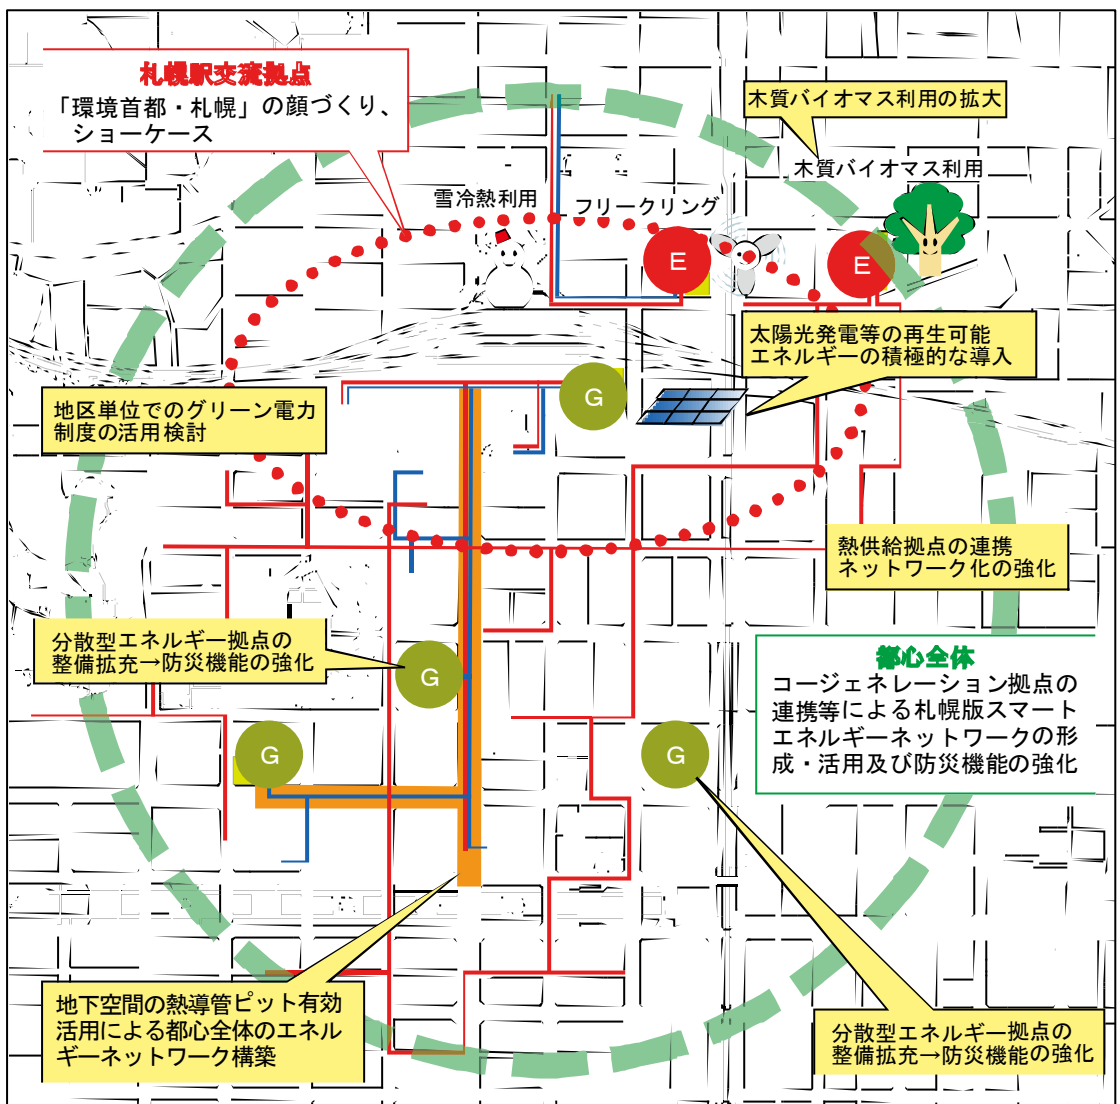 札幌駅交流拠点
「環境首都・札幌」の顔づくり、
ショーケース
木質バイオマス利用の拡大
木質バイオマス利用
雪冷熱利用
フリークリング
E
E
太陽光発電等の再生可能
エネルギーの積極的な導入
G
地区単位でのグリーン電力
制度の活用検討
熱供給拠点の連携
ネットワーク化の強化
分散型エネルギー拠点の
整備拡充→防災機能の強化
G
都心全体
コージェネレーション拠点の
連携等による札幌版スマート
エネルギーネットワークの形
成・活用及び防災機能の強化
G
G
地下空間の熱導管ピット有効
活用による都心全体のエネル
ギーネットワーク構築
分散型エネルギー拠点の
整備拡充→防災機能の強化